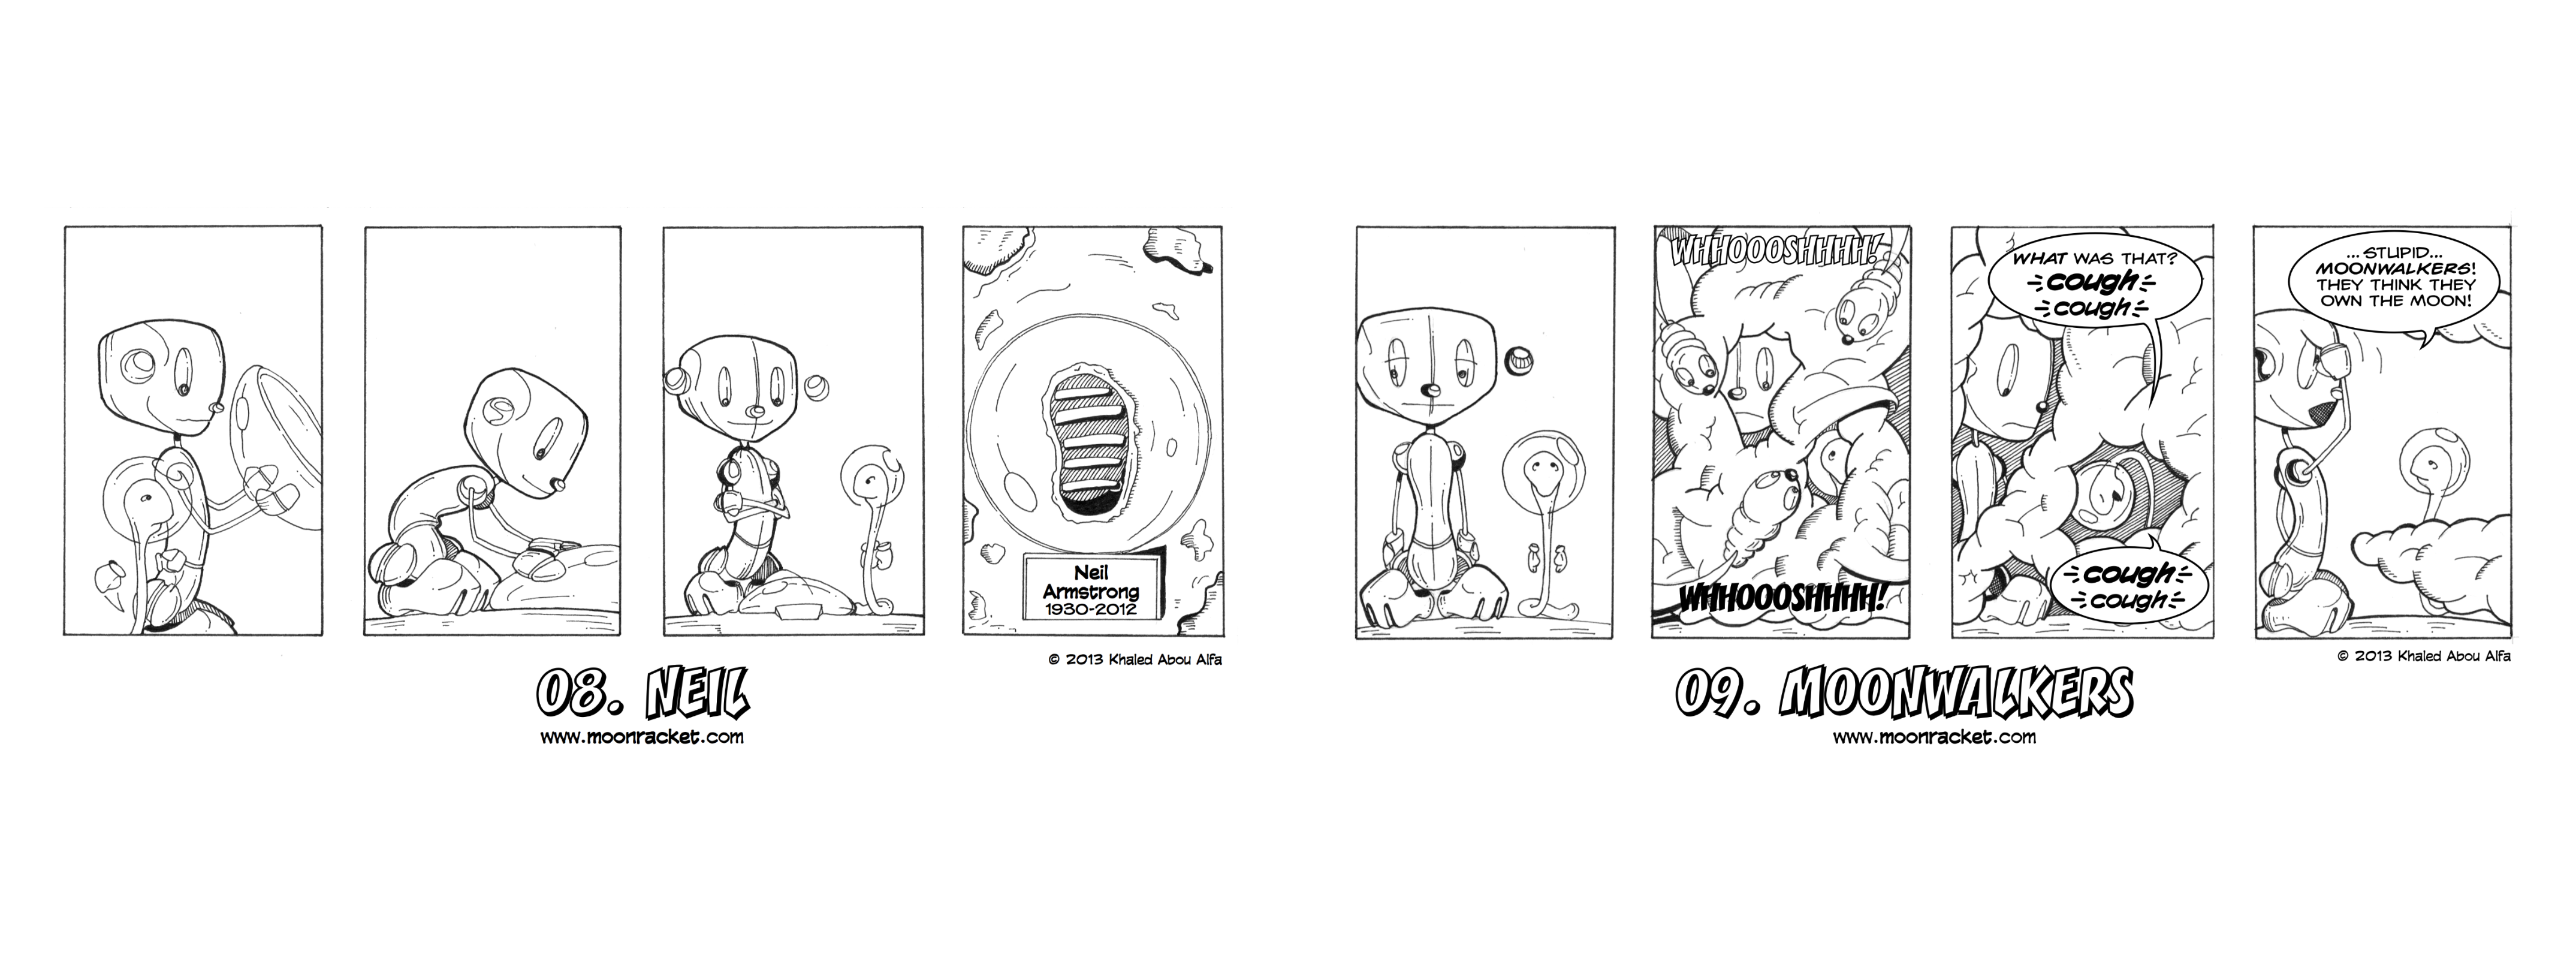 Neil
Armstrong
1930-2012
© 2013 Khaled Abou Alfa
08. NEIL
www.moonracket.com
WHHOOOSHHHH!
WHHOOOSHHHH!
WHAT WAS THAT?
COUGH
COUGH
COUGH
COUGH
...STUPID...
MOONWALKERS!
THEY THINK THEY
OWN THE MOON!
© 2013 Khaled Abou Alfa
09. MOONWALKERS
www.moonracket.com